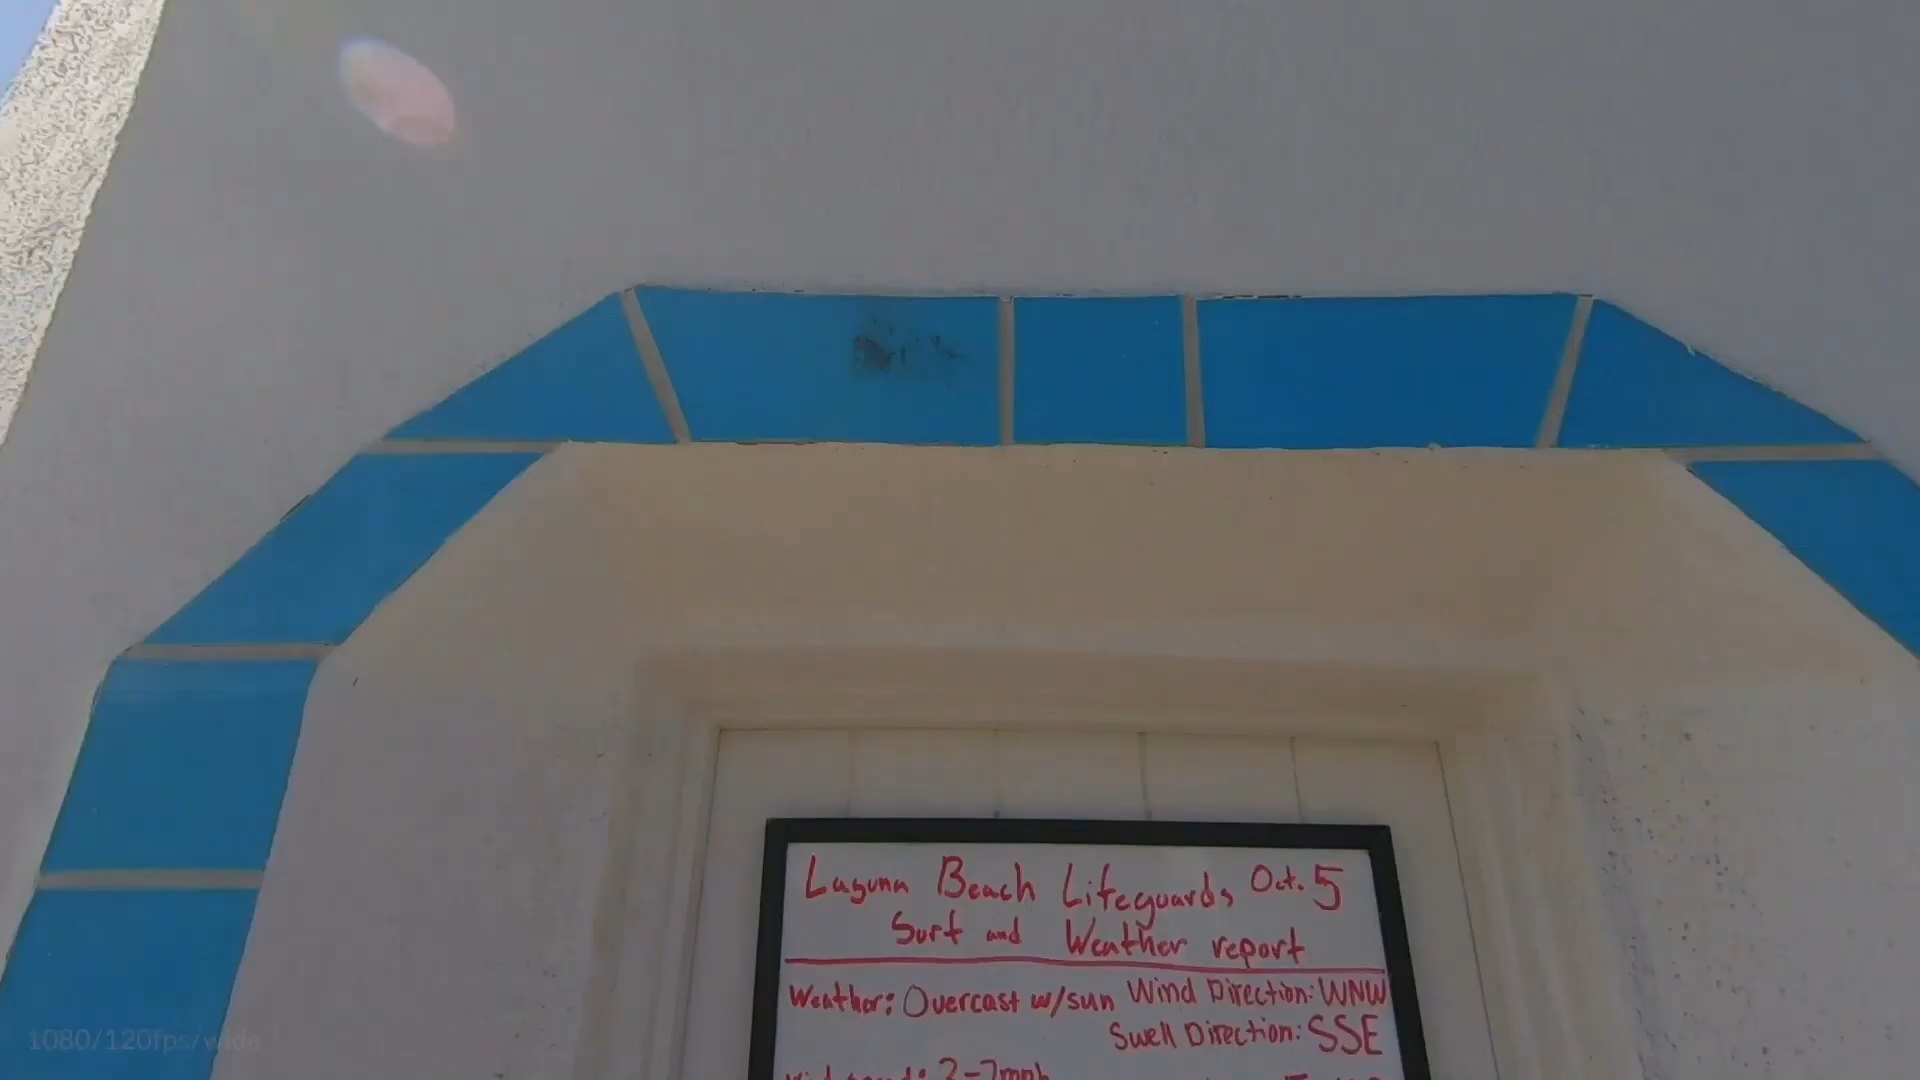 Laguna Beach Lifeguards Oct. 5
Surf and Weather report
Weather: Overcast w/sun Wind Direction: WNW
Swell Direction: SSE
1080/120fps/wide